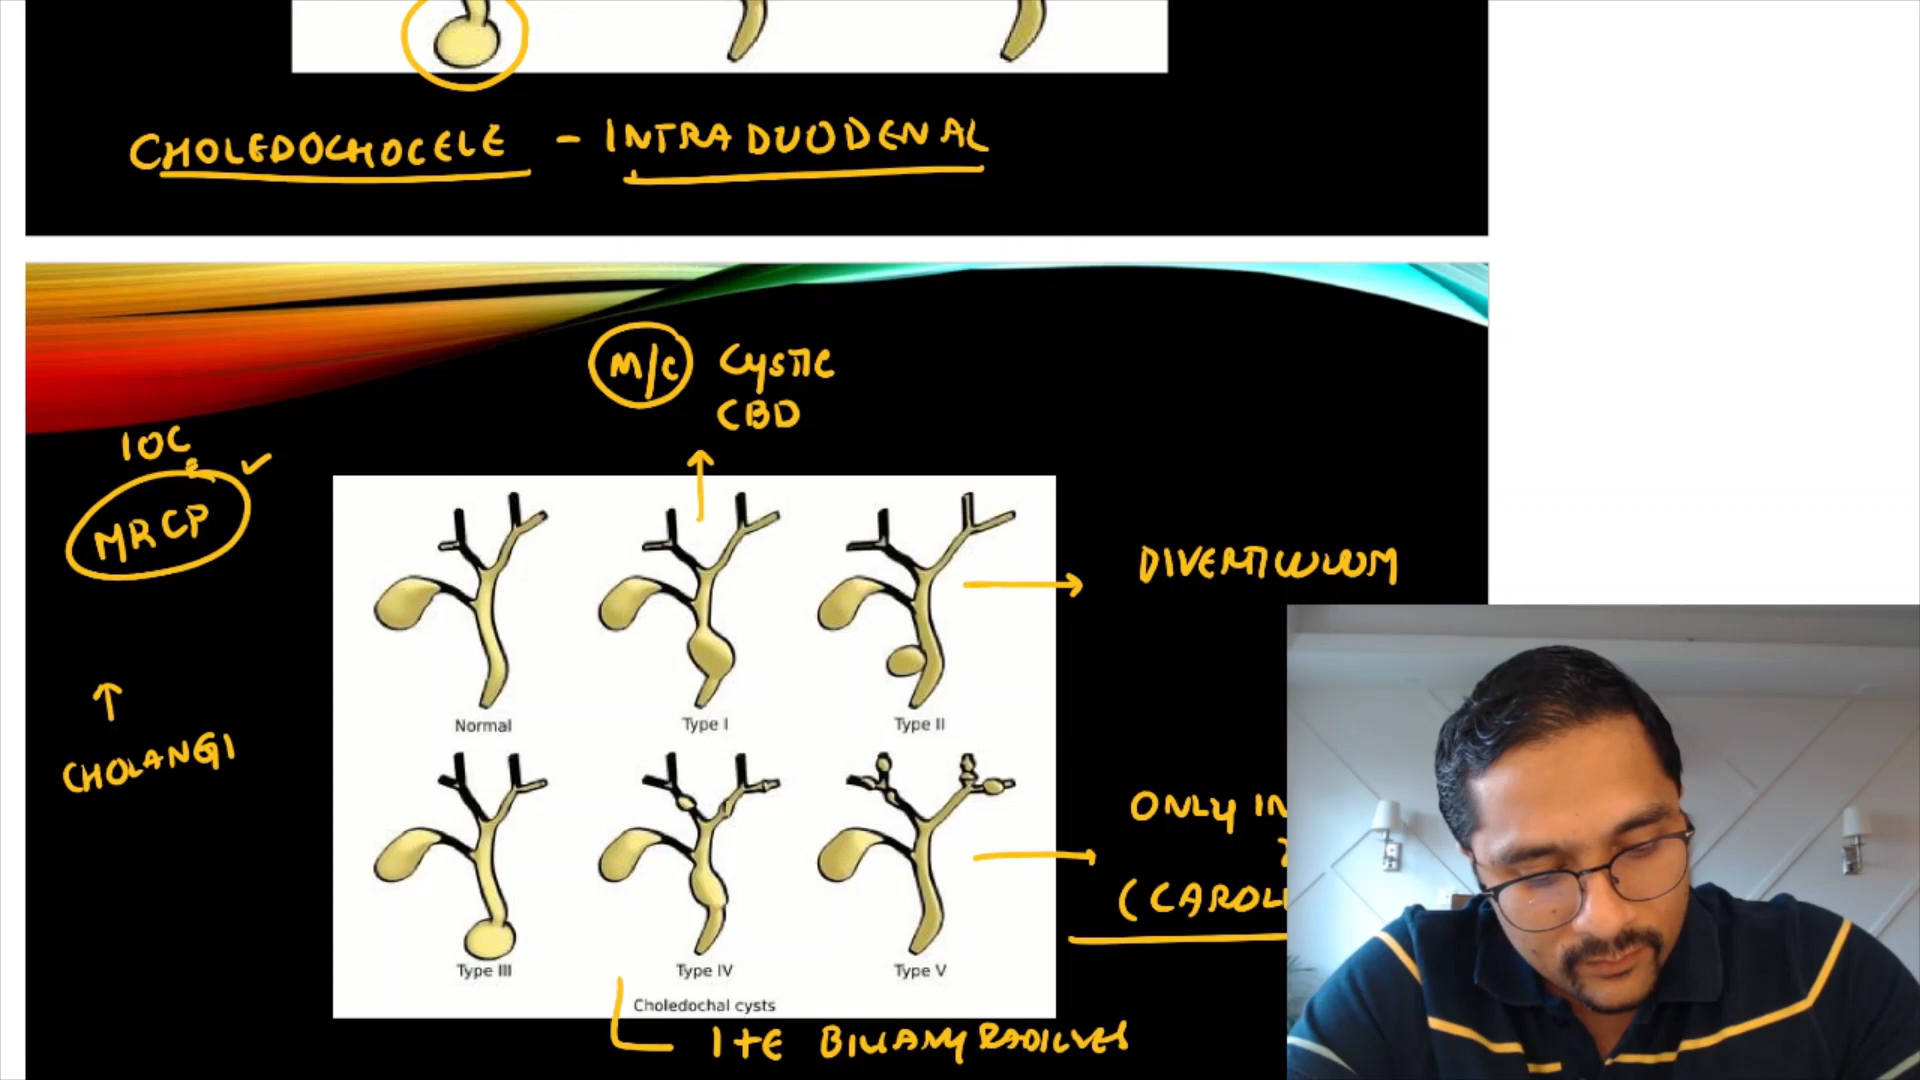 CHOLEDOCHOCELE - INTRADUODENAL
M/C CYSTIC
CBD
IOC
MRCP
DIVERTICULUM
Normal
Type I
Type II
↑
CHOLANGI
ONLY IN
(CAROLI
Type III
Type IV
Type V
Choledochal cysts
I+E BILIARY RADICLES